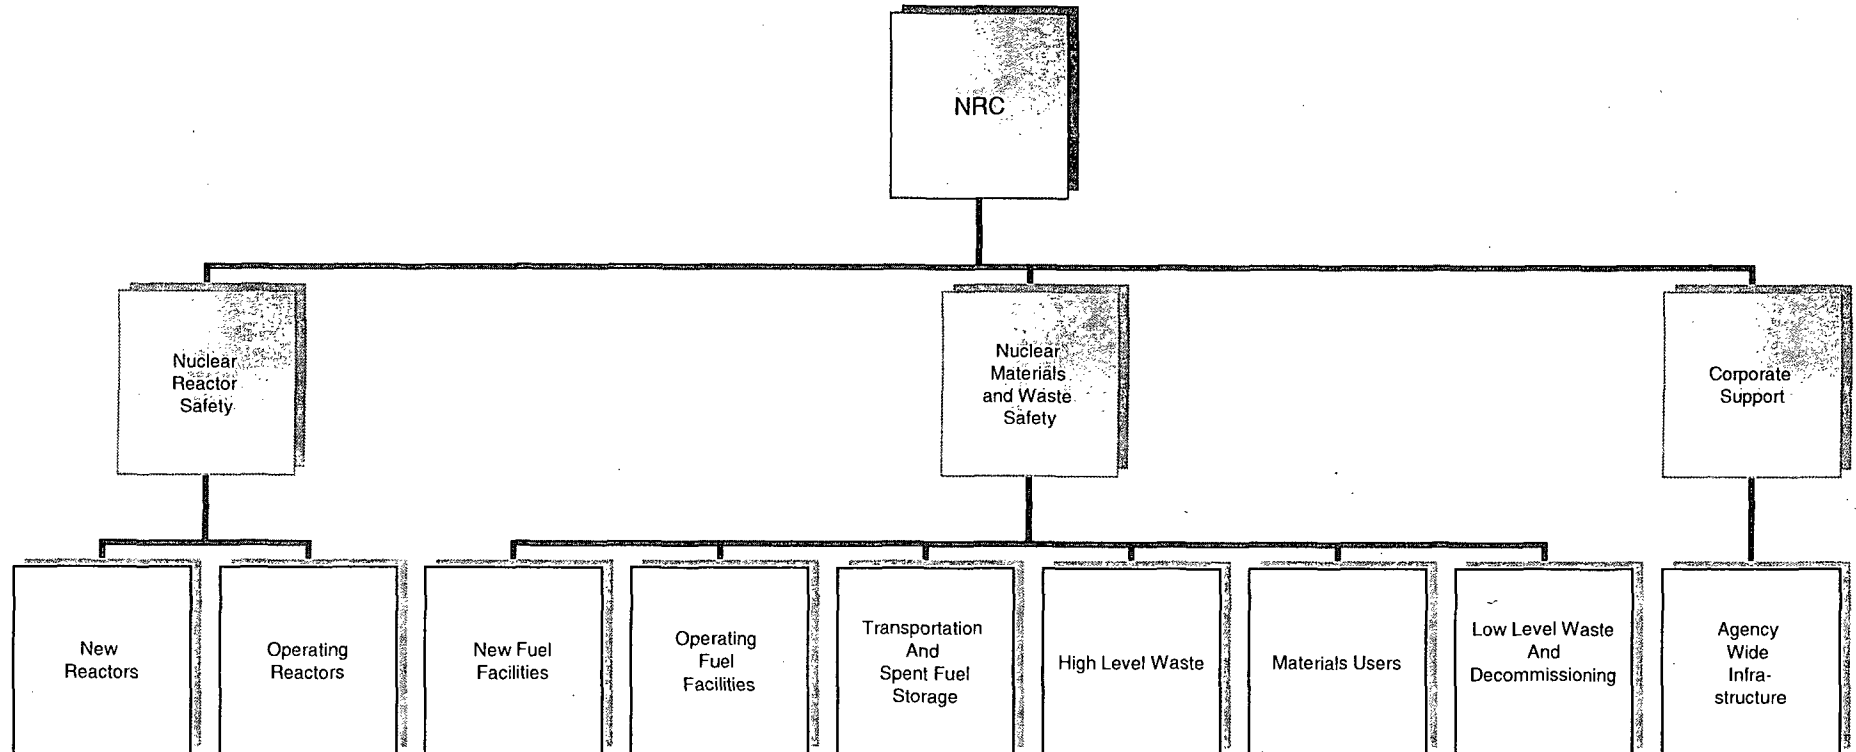 NRC
Nuclear
Reactor
Safety
Nuclear
Materials
and Waste
Safety
Corporate
Support
New
Reactors
Operating
Reactors
New Fuel
Facilities
Operating
Fuel
Facilities
Transportation
And
Spent Fuel
Storage
High Level Waste
Materials Users
Low Level Waste
And
Decommissioning
Agency
Wide
Infra-
structure